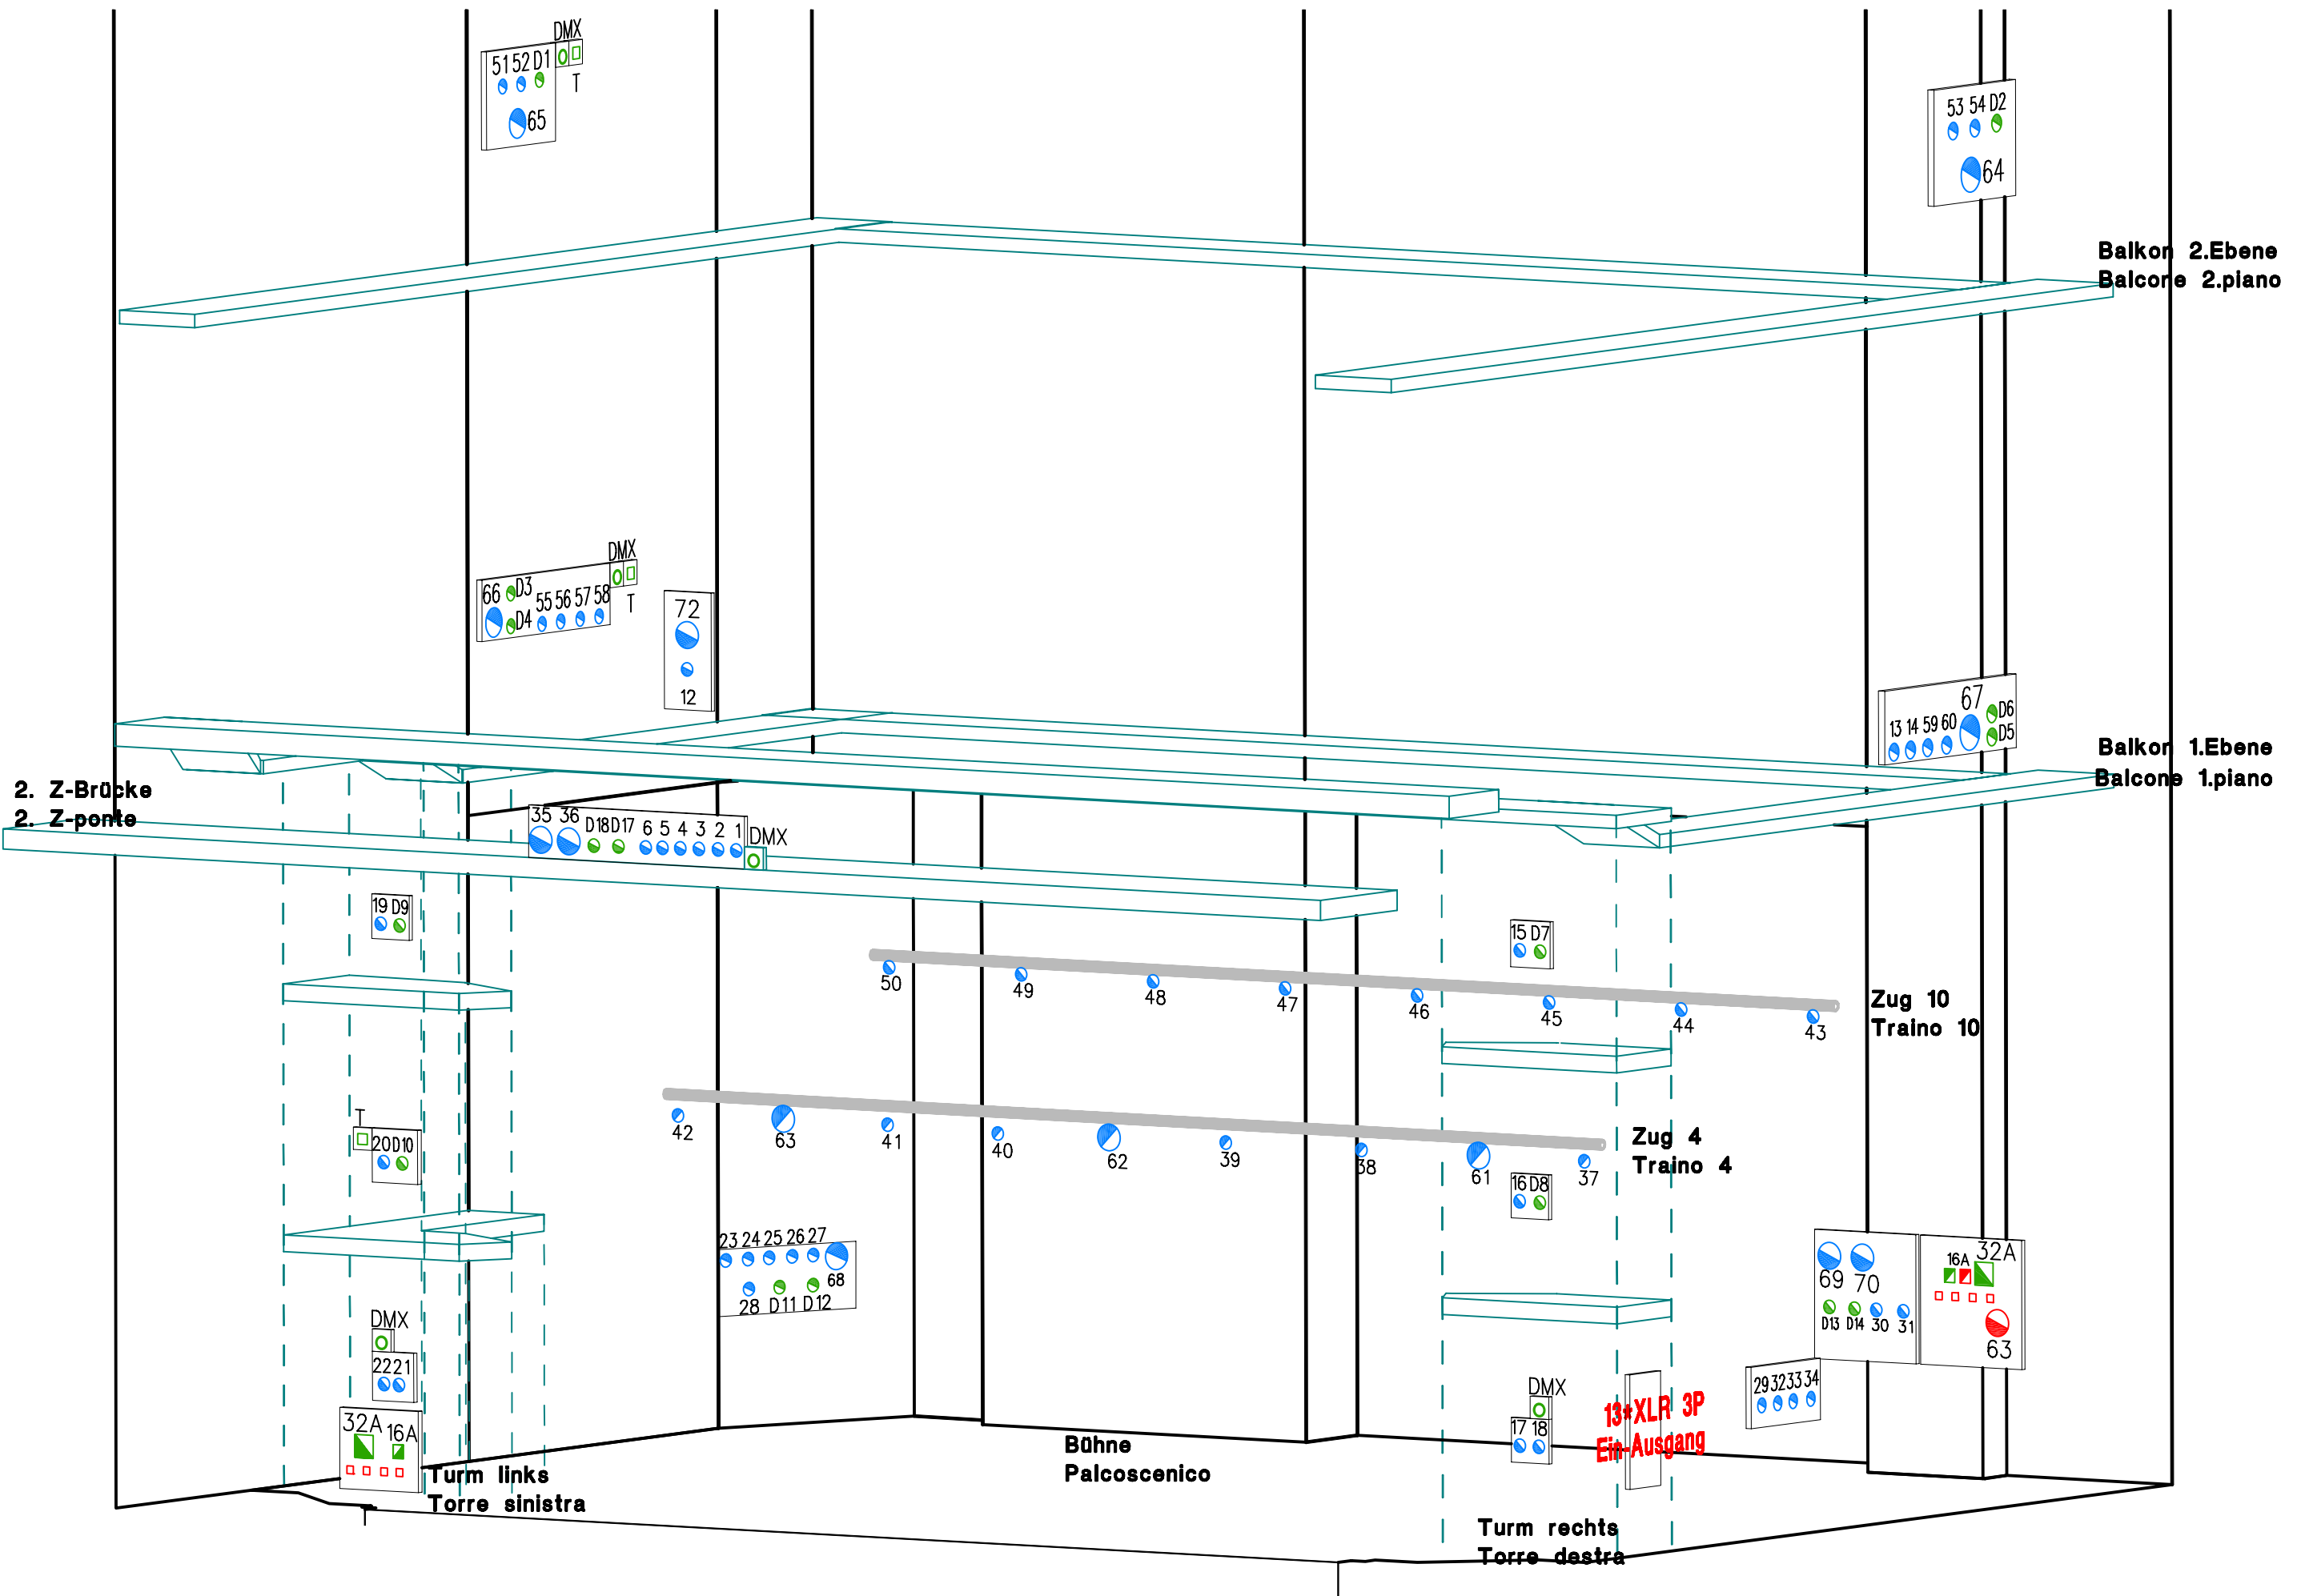 DMX
51 52 D1
T
65
53 54 D2
64
Balkon 2.Ebene
Balcone 2.piano
DMX
66 D3 55 56 57 58
D4
T
72
12
67
13 14 59 60
D6
D5
Balkon 1.Ebene
Balcone 1.piano
2. Z-Brücke
2. Z-ponte
35 36 D18 D17 6 5 4 3 2 1 DMX
19 D9
15 D7
50 49 48 47 46 45 44 43
Zug 10
Traino 10
T
20 D10
42 63 41 40 62 39 38 61 37
Zug 4
Traino 4
16 D8
23 24 25 26 27
68
28 D11 D12
69 70
D13 D14 30 31
16A 32A
63
DMX
22 21
32A 16A
29 32 33 34
DMX
17 18
13*XLR 3P
Ein-Ausgang
Bühne
Palcoscenico
Turm links
Torre sinistra
Turm rechts
Torre destra